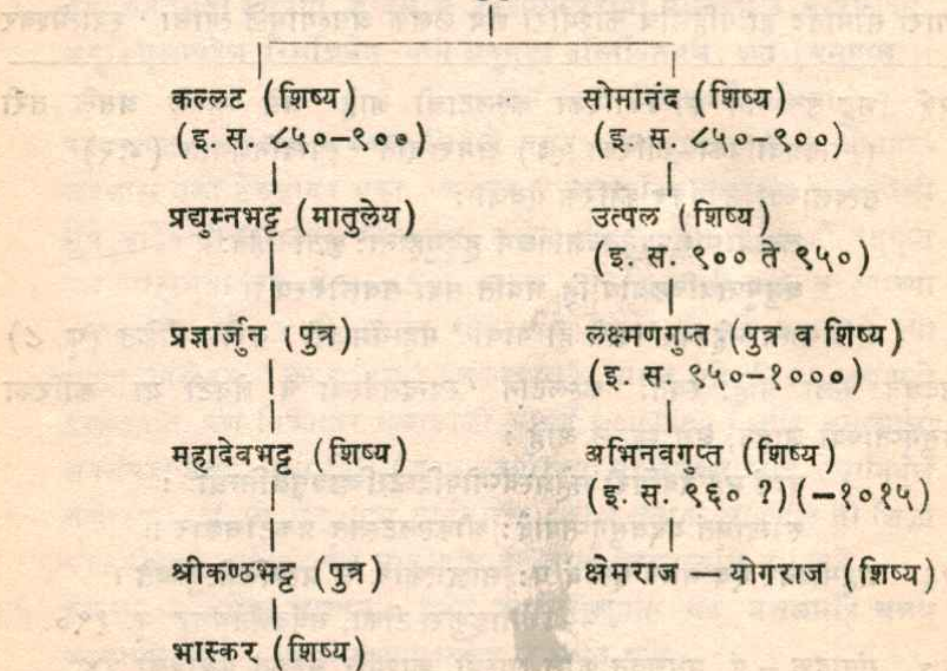 कल्लट (शिष्य)
(इ. स. ८५०-९००)
प्रद्युम्नभट्ट (मातुलेय)
प्रज्ञार्जुन (पुत्र)
महादेवभट्ट (शिष्य)
श्रीकण्ठभट्ट (पुत्र)
भास्कर (शिष्य)
सोमानंद (शिष्य)
(इ. स. ८५०-९००)
उत्पल (शिष्य)
(इ. स. ९०० ते ९५०)
लक्ष्मणगुप्त (पुत्र व शिष्य)
(इ. स. ९५०-१०००)
अभिनवगुप्त (शिष्य)
(इ. स. ९६० ?) (-१०१५)
क्षेमराज — योगराज (शिष्य)